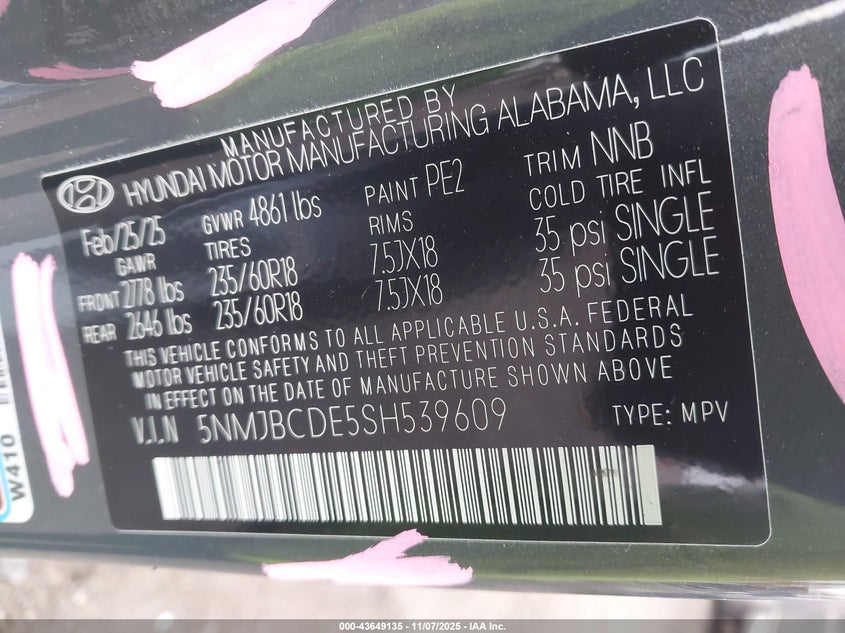 MANUFACTURED BY
HYUNDAI MOTOR MANUFACTURING ALABAMA, LLC
Feb/25/25 GVWR 4861 lbs PAINT PE2 TRIM NNB
GAWR TIRES RIMS COLD TIRE INFL
FRONT 2778 lbs 235/60R18 7.5JX18 35 psi SINGLE
REAR 2646 lbs 235/60R18 7.5JX18 35 psi SINGLE
THIS VEHICLE CONFORMS TO ALL APPLICABLE U.S.A. FEDERAL
MOTOR VEHICLE SAFETY AND THEFT PREVENTION STANDARDS
IN EFFECT ON THE DATE OF MANUFACTURE SHOWN ABOVE
V.I.N 5NMJBCDE5SH539609 TYPE: MPV
W410
000-43649135 - 11/07/2025 - IAA Inc.